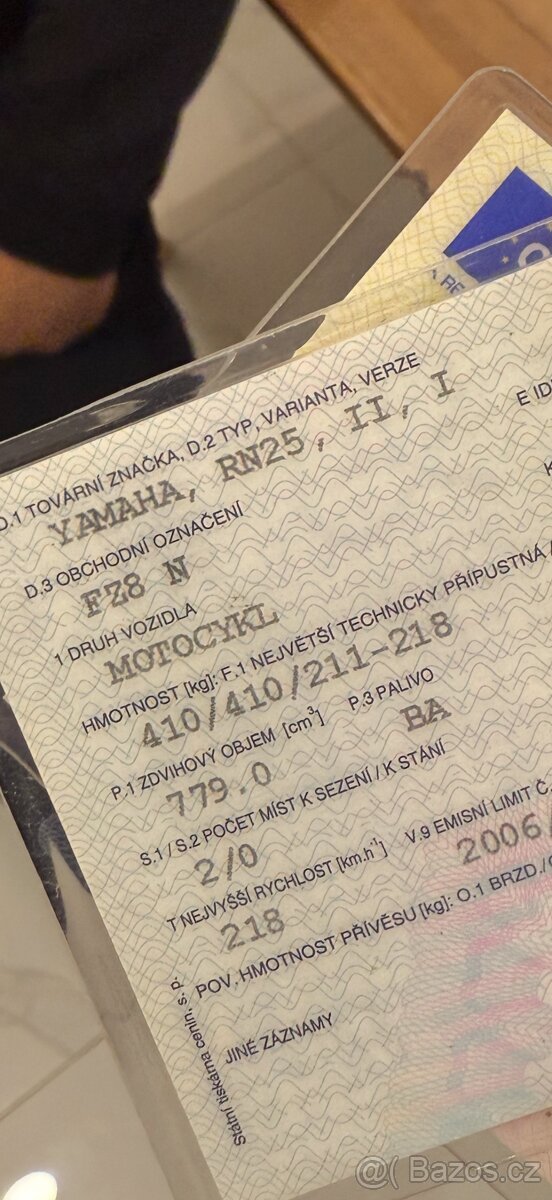 D.1 TOVÁRNÍ ZNAČKA, D.2 TYP, VARIANTA, VERZE
YAMAHA, RN25, II, I
D.3 OBCHODNÍ OZNAČENÍ
FZ8 N
1 DRUH VOZIDLA
MOTOCYKL
HMOTNOST [kg]: F.1 NEJVĚTŠÍ TECHNICKY PŘÍPUSTNÁ /
410/410/211-218
P.1 ZDVIHOVÝ OBJEM [cm³] P.3 PALIVO
779.0 BA
S.1 / S.2 POČET MÍST K SEZENÍ / K STÁNÍ
2/0
T NEJVYŠŠÍ RYCHLOST [km.h⁻¹] V.9 EMISNÍ LIMIT Č.
218 2006
POV. HMOTNOST PŘÍVĚSU [kg]: O.1 BRZD./
JINÉ ZÁZNAMY
Státní tiskárna cenin, s. p.
E
@( Bazos.cz